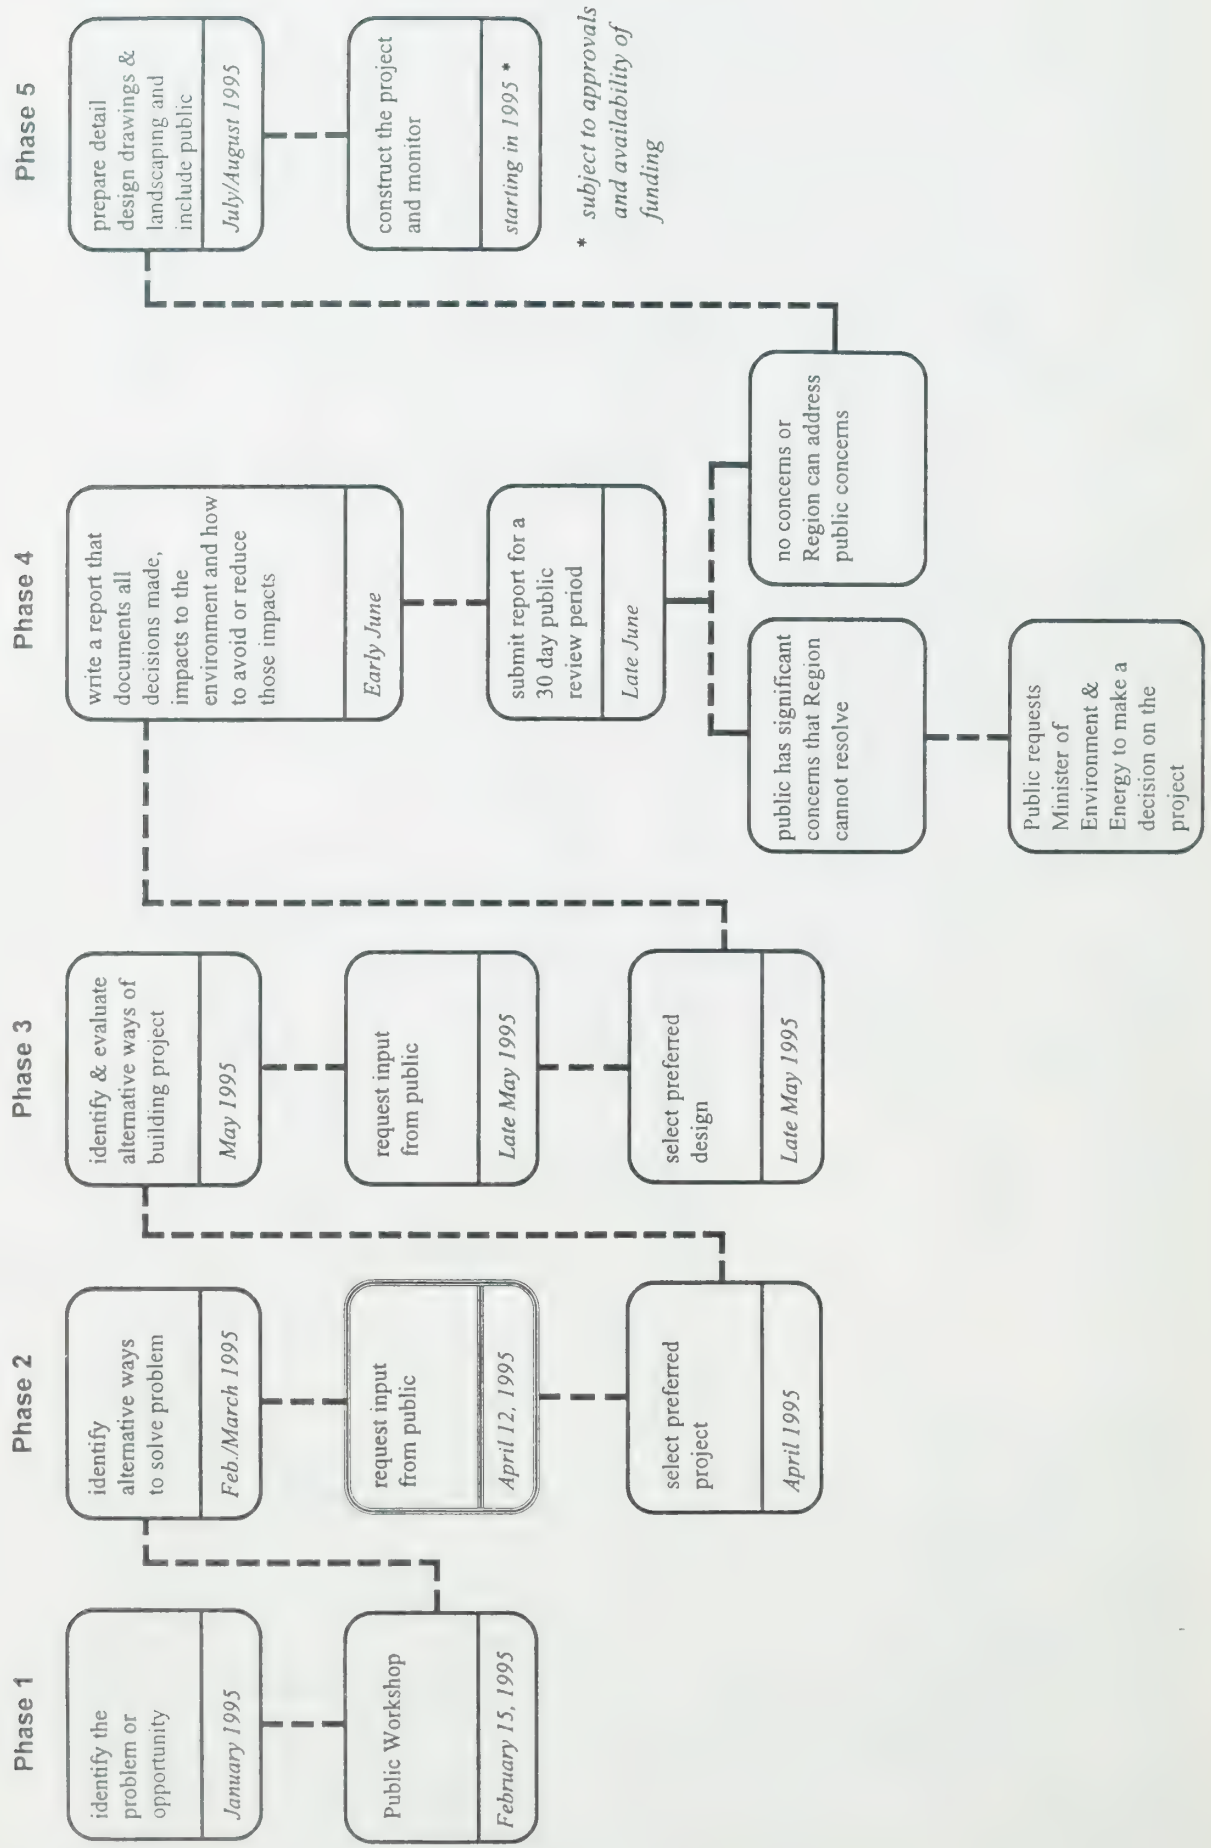 Phase 1
identify the
problem or
opportunity
January 1995
Public Workshop
February 15, 1995
Phase 2
identify
alternative ways
to solve problem
Feb./March 1995
request input
from public
April 12, 1995
select preferred
project
April 1995
Phase 3
identify & evaluate
alternative ways of
building project
May 1995
request input
from public
Late May 1995
select preferred
design
Late May 1995
Phase 4
write a report that
documents all
decisions made,
impacts to the
environment and how
to avoid or reduce
those impacts
Early June
submit report for a
30 day public
review period
Late June
public has significant
concerns that Region
cannot resolve
Public requests
Minister of
Environment &
Energy to make a
decision on the
project
no concerns or
Region can address
public concerns
Phase 5
prepare detail
design drawings &
landscaping and
include public
July/August 1995
construct the project
and monitor
starting in 1995 *
* subject to approvals
and availability of
funding